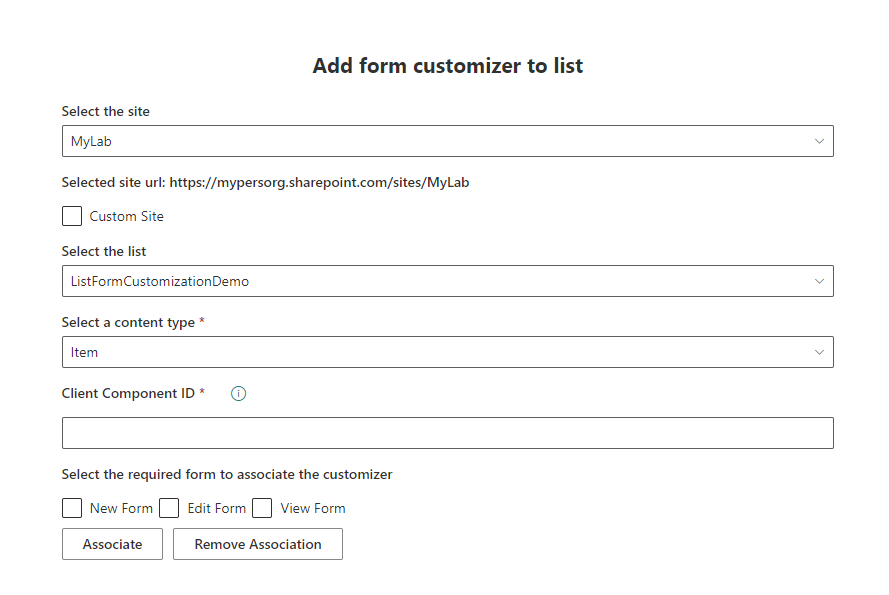 Add form customizer to list
Select the site
MyLab
Selected site url: https://mypersorg.sharepoint.com/sites/MyLab
Custom Site
Select the list
ListFormCustomizationDemo
Select a content type *
Item
Client Component ID *
Select the required form to associate the customizer
New Form Edit Form View Form
Associate Remove Association